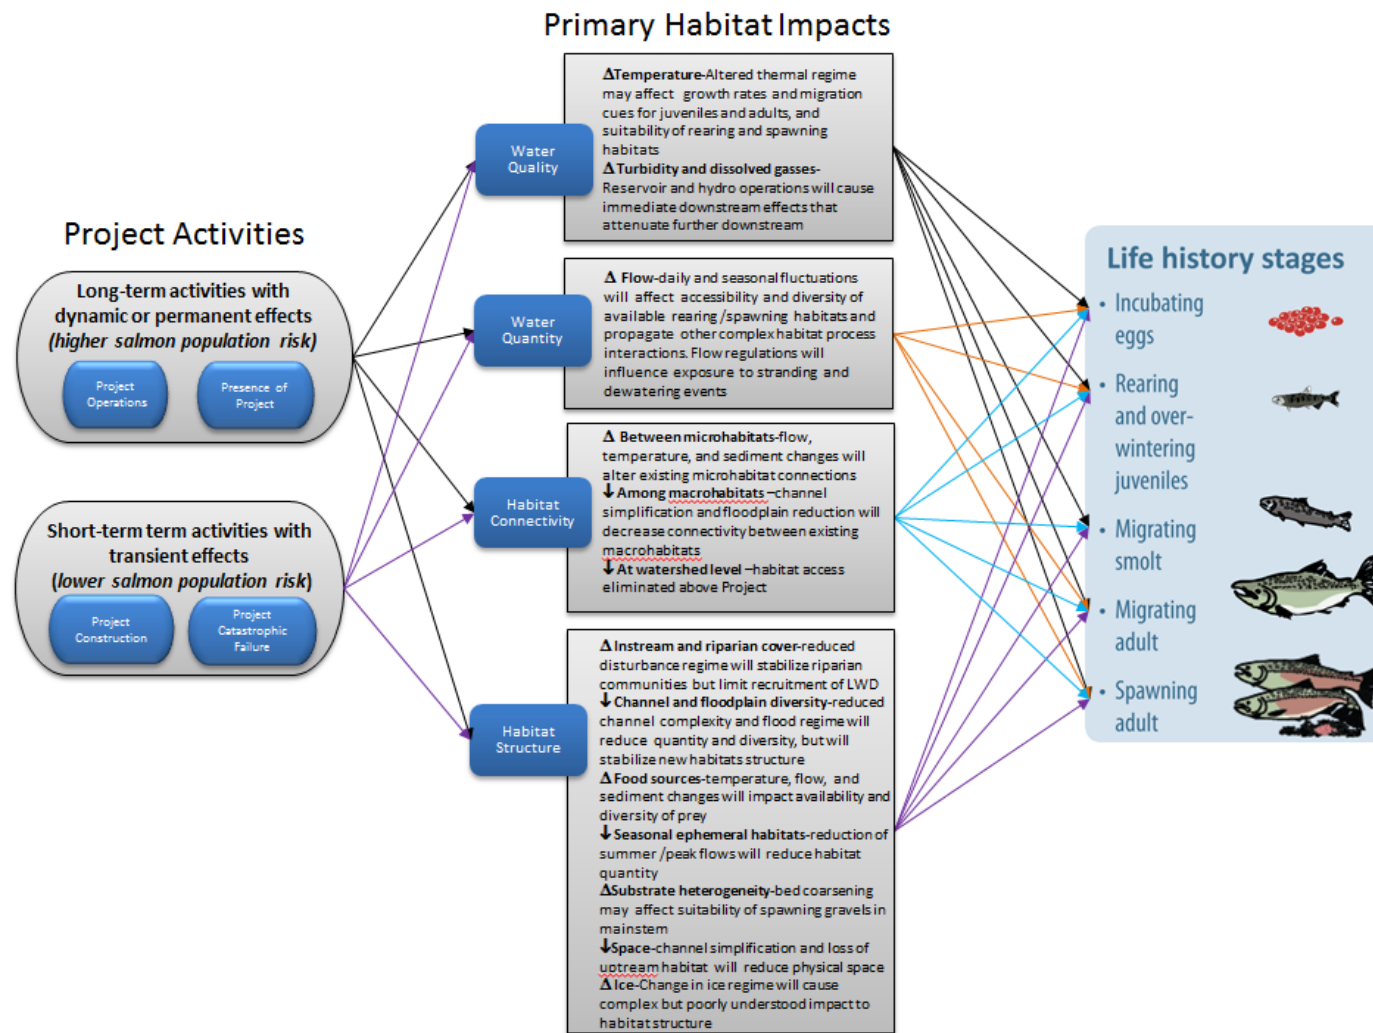 Primary Habitat Impacts
Project Activities
Long-term activities with
dynamic or permanent effects
(higher salmon population risk)
Project
Operations
Presence of
Project
Short-term term activities with
transient effects
(lower salmon population risk)
Project
Construction
Project
Catastrophic
Failure
Water
Quality
ΔTemperature-Altered thermal regime
may affect growth rates and migration
cues for juveniles and adults, and
suitability of rearing and spawning
habitats
Δ Turbidity and dissolved gasses-
Reservoir and hydro operations will cause
immediate downstream effects that
attenuate further downstream
Water
Quantity
Δ Flow-daily and seasonal fluctuations
will affect accessibility and diversity of
available rearing/spawning habitats and
propagate other complex habitat process
interactions. Flow regulations will
influence exposure to stranding and
dewatering events
Habitat
Connectivity
Δ Between microhabitats-flow,
temperature, and sediment changes will
alter existing microhabitat connections
↓Among macrohabitats –channel
simplification and floodplain reduction will
decrease connectivity between existing
macrohabitats
↓At watershed level –habitat access
eliminated above Project
Habitat
Structure
Δ Instream and riparian cover-reduced
disturbance regime will stabilize riparian
communities but limit recruitment of LWD
↓Channel and floodplain diversity-reduced
channel complexity and flood regime will
reduce quantity and diversity, but will
stabilize new habitats structure
ΔFood sources-temperature, flow, and
sediment changes will impact availability and
diversity of prey
↓Seasonal ephemeral habitats-reduction of
summer /peak flows will reduce habitat
quantity
ΔSubstrate heterogeneity-bed coarsening
may affect suitability of spawning gravels in
mainstem
↓Space-channel simplification and loss of
uptream habitat will reduce physical space
Δ Ice-Change in ice regime will cause
complex but poorly understood impact to
habitat structure
Life history stages
• Incubating
eggs
• Rearing
and over-
wintering
juveniles
• Migrating
smolt
• Migrating
adult
• Spawning
adult